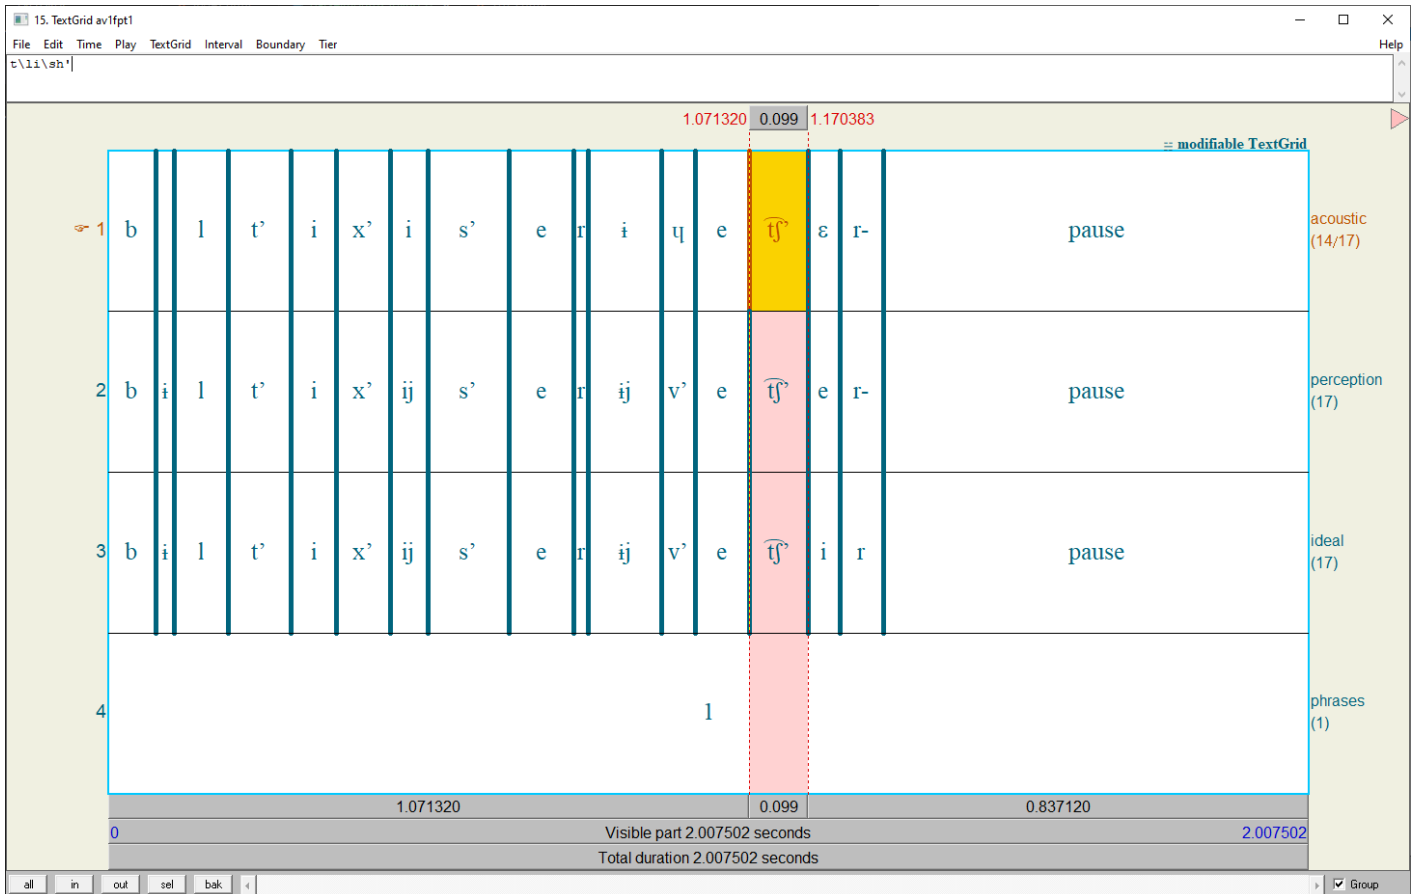 15. TextGrid av1fpt1
File Edit Time Play TextGrid Interval Boundary Tier Help
t\li\sh'
1.071320 0.099 1.170383
modifiable TextGrid
☞ 1 b l t’ i x’ i s’ e r ɨ ɥ e t͡ʃ’ ɛ r- pause acoustic
(14/17)
2 b ɨ l t’ i x’ ij s’ e r ɨj v’ e t͡ʃ’ e r- pause perception
(17)
3 b ɨ l t’ i x’ ij s’ e r ɨj v’ e t͡ʃ’ i r pause ideal
(17)
4 l phrases
(1)
1.071320 0.099 0.837120
0 Visible part 2.007502 seconds 2.007502
Total duration 2.007502 seconds
all in out sel bak Group